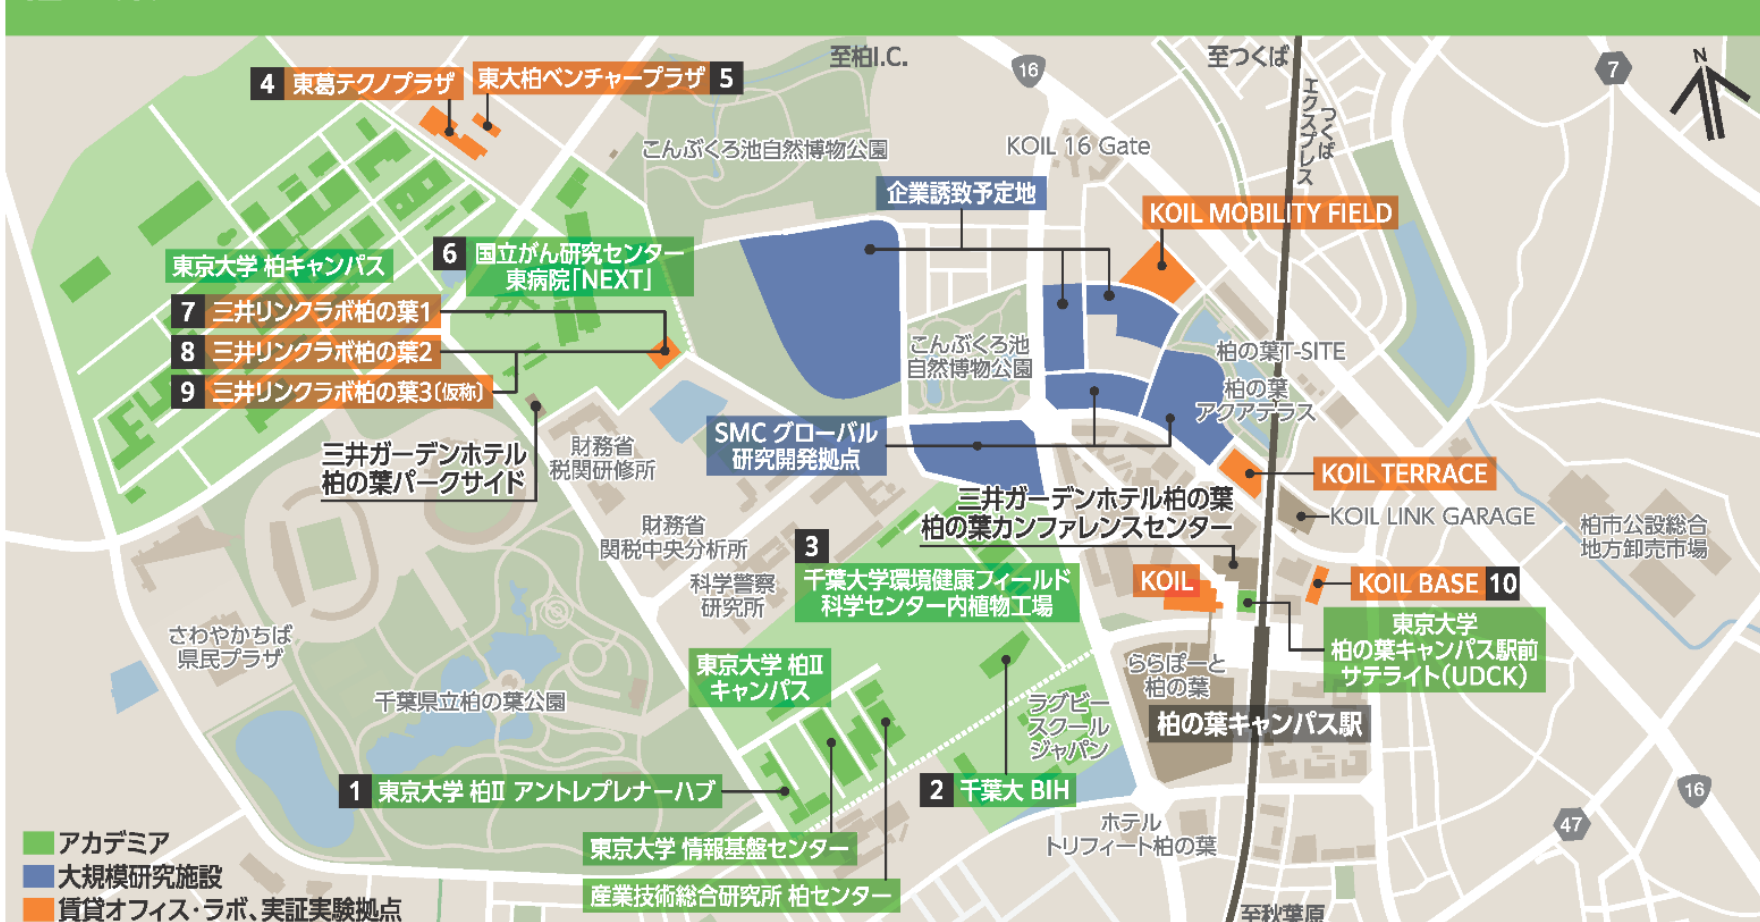 至柏I.C.
16
至つくば
7
N
つくば
エクスプレス
4 東葛テクノプラザ
東大柏ベンチャープラザ 5
こんぶくろ池自然博物公園
KOIL 16 Gate
企業誘致予定地
KOIL MOBILITY FIELD
東京大学 柏キャンパス
6 国立がん研究センター
東病院「NEXT」
7 三井リンクラボ柏の葉1
8 三井リンクラボ柏の葉2
9 三井リンクラボ柏の葉3(仮称)
こんぶくろ池
自然博物公園
柏の葉T-SITE
柏の葉
アクアテラス
三井ガーデンホテル
柏の葉パークサイド
財務省
税関研修所
SMC グローバル
研究開発拠点
KOIL TERRACE
三井ガーデンホテル柏の葉
柏の葉カンファレンスセンター
KOIL LINK GARAGE
柏市公設総合
地方卸売市場
財務省
関税中央分析所
科学警察
研究所
3
千葉大学環境健康フィールド
科学センター内植物工場
KOIL
KOIL BASE 10
東京大学
柏の葉キャンパス駅前
サテライト(UDCK)
さわやかちば
県民プラザ
千葉県立柏の葉公園
東京大学 柏II
キャンパス
ららぽーと
柏の葉
ラグビー
スクール
ジャパン
柏の葉キャンパス駅
1 東京大学 柏II アントレプレナーハブ
2 千葉大 BIH
16
47
ホテル
トリフィート柏の葉
東京大学 情報基盤センター
産業技術総合研究所 柏センター
至秋葉原
アカデミア
大規模研究施設
賃貸オフィス・ラボ、実証実験拠点